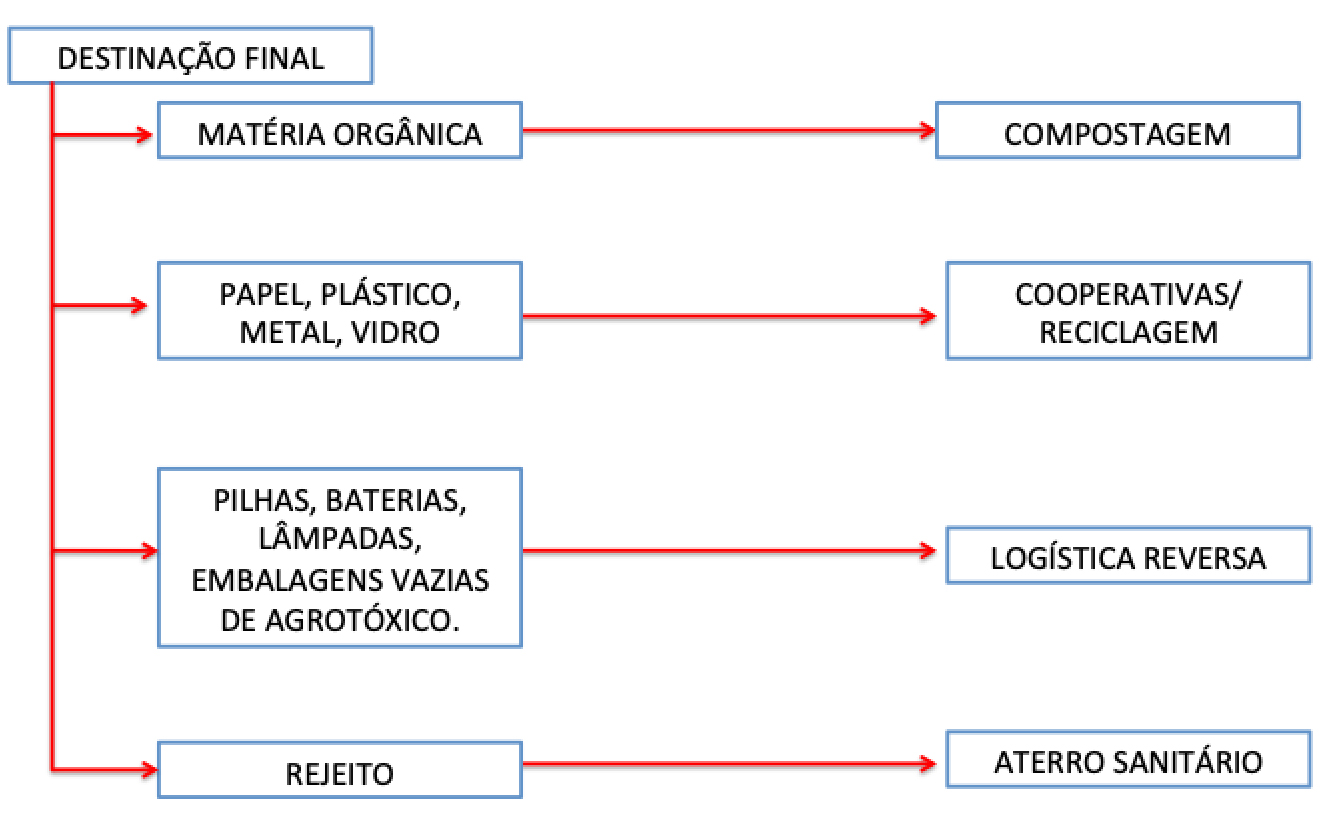 DESTINAÇÃO FINAL
MATÉRIA ORGÂNICA
COMPOSTAGEM
PAPEL, PLÁSTICO,
METAL, VIDRO
COOPERATIVAS/
RECICLAGEM
PILHAS, BATERIAS,
LÂMPADAS,
EMBALAGENS VAZIAS
DE AGROTÓXICO.
LOGÍSTICA REVERSA
REJEITO
ATERRO SANITÁRIO